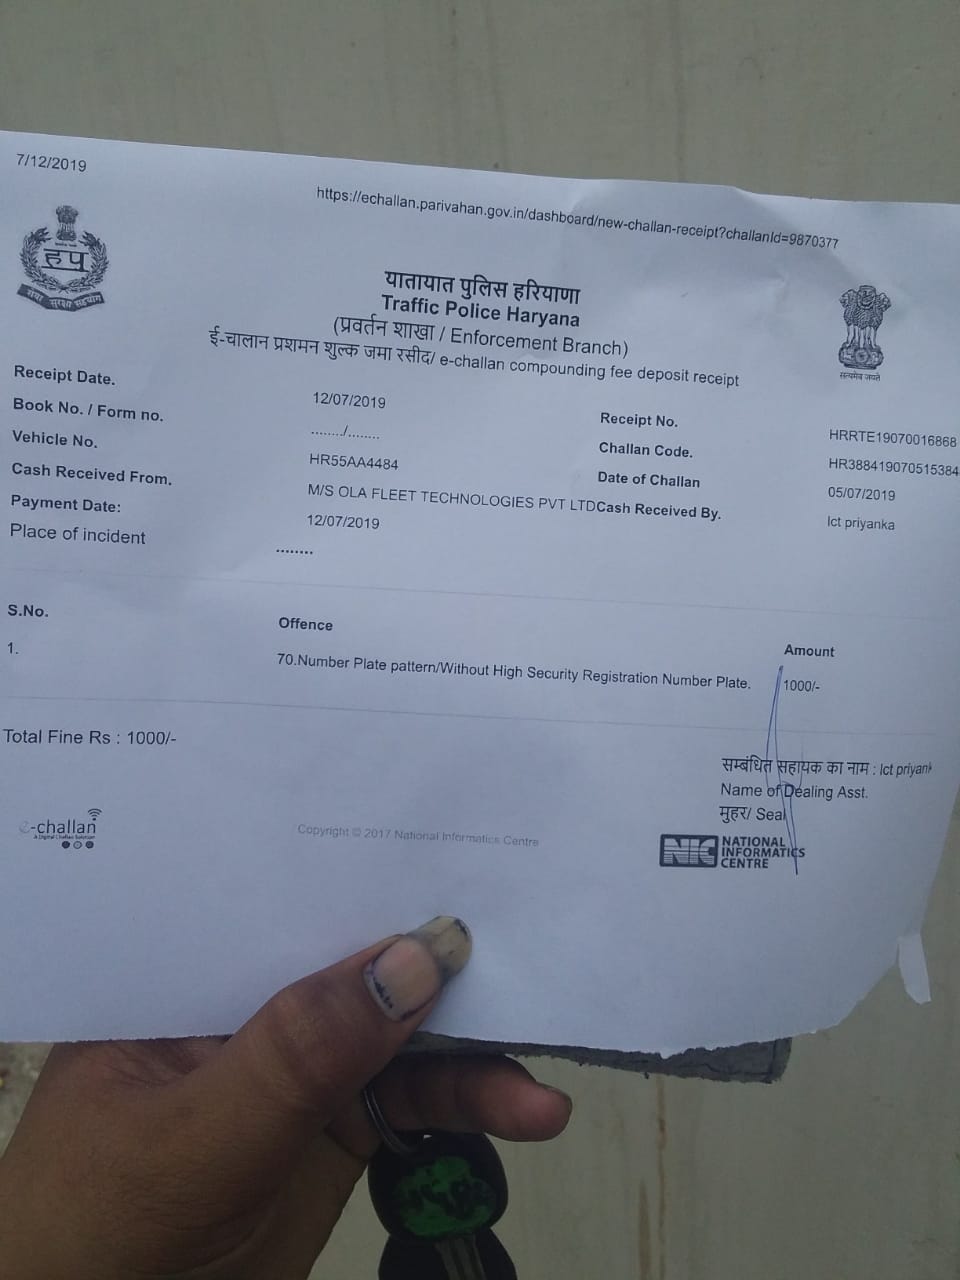 7/12/2019
https://echallan.parivahan.gov.in/dashboard/new-challan-receipt?challanId=9870377
ह पु
सेवा सुरक्षा सहयोग
सत्यमेव जयते
यातायात पुलिस हरियाणा
Traffic Police Haryana
(प्रवर्तन शाखा / Enforcement Branch)
ई-चालान प्रशमन शुल्क जमा रसीद/ e-challan compounding fee deposit receipt
Receipt Date. 12/07/2019 Receipt No. HRRTE19070016868
Book No. / Form no. ......../........ Challan Code. HR388419070515384
Vehicle No. HR55AA4484 Date of Challan 05/07/2019
Cash Received From. M/S OLA FLEET TECHNOLOGIES PVT LTD Cash Received By. lct priyanka
Payment Date: 12/07/2019
Place of incident ........
S.No. Offence Amount
1. 70.Number Plate pattern/Without High Security Registration Number Plate. 1000/-
Total Fine Rs : 1000/-
सम्बंधित सहायक का नाम : lct priyank
Name of Dealing Asst.
मुहर/ Seal
e-challan
A Digital Challan Solution
Copyright © 2017 National Informatics Centre
NIC NATIONAL
INFORMATICS
CENTRE